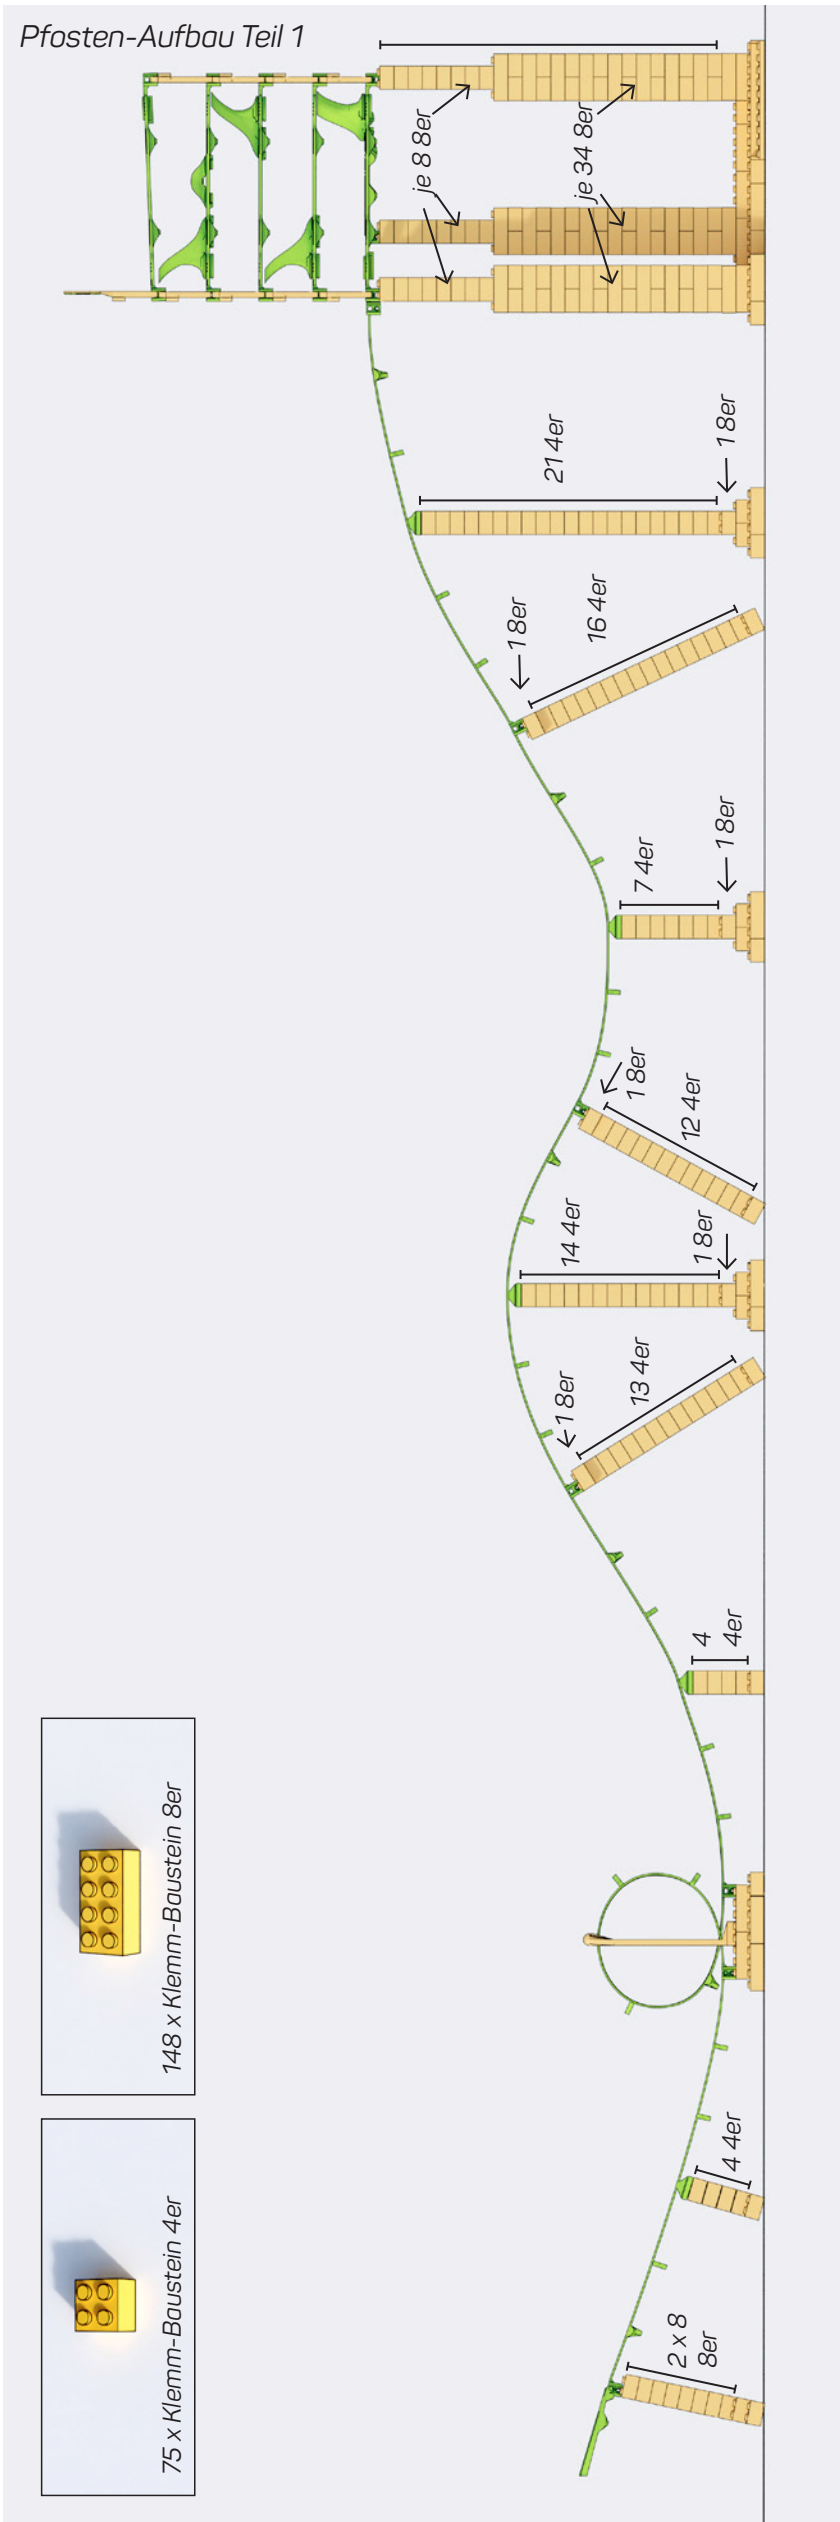 Pfosten-Aufbau Teil 1
je 8 8er
je 34 8er
21 4er
1 8er
1 8er
16 4er
7 4er
1 8er
1 8er
12 4er
14 4er
1 8er
1 8er
13 4er
4
4er
4 4er
2 x 8
8er
148 x Klemm-Baustein 8er
75 x Klemm-Baustein 4er